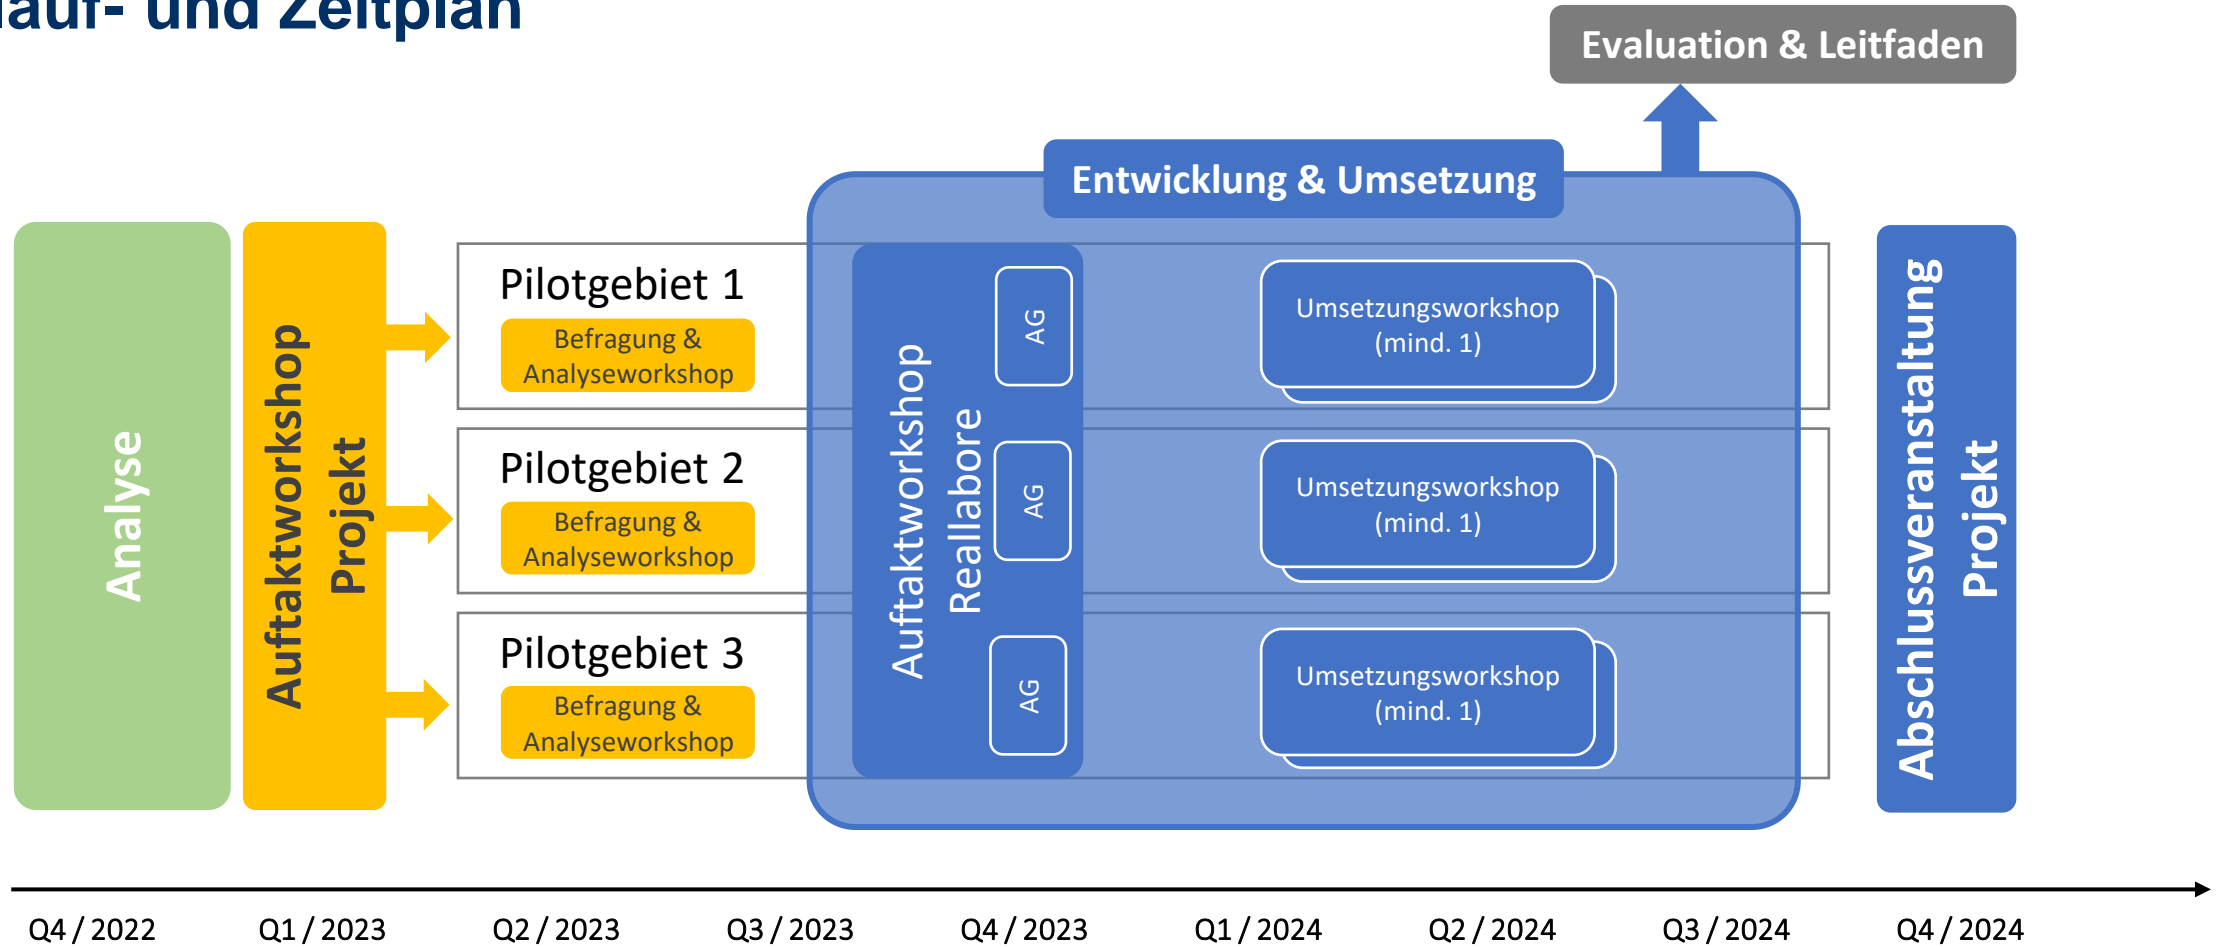 und Zeitplan
Evaluation & Leitfaden
Entwicklung & Umsetzung
Analyse
Auftaktworkshop
Projekt
Pilotgebiet 1
Befragung &
Analyseworkshop
Pilotgebiet 2
Befragung &
Analyseworkshop
Pilotgebiet 3
Befragung &
Analyseworkshop
Auftaktworkshop
Reallabore
AG
AG
AG
Umsetzungsworkshop
(mind. 1)
Umsetzungsworkshop
(mind. 1)
Umsetzungsworkshop
(mind. 1)
Abschlussveranstaltung
Projekt
Q4 / 2022
Q1 / 2023
Q2 / 2023
Q3 / 2023
Q4 / 2023
Q1 / 2024
Q2 / 2024
Q3 / 2024
Q4 / 2024